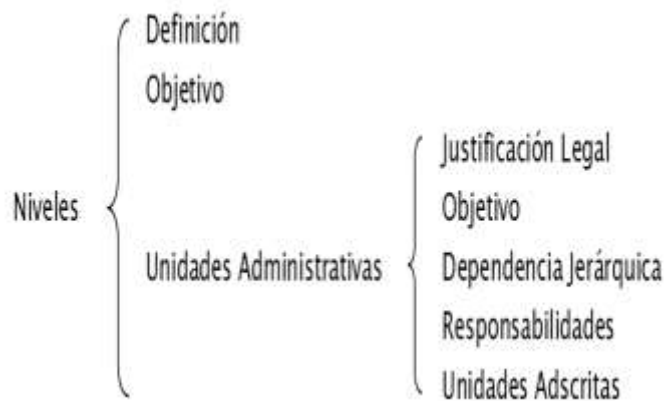 Definición
Objetivo
Niveles
Unidades Administrativas
Justificación Legal
Objetivo
Dependencia Jerárquica
Responsabilidades
Unidades Adscritas